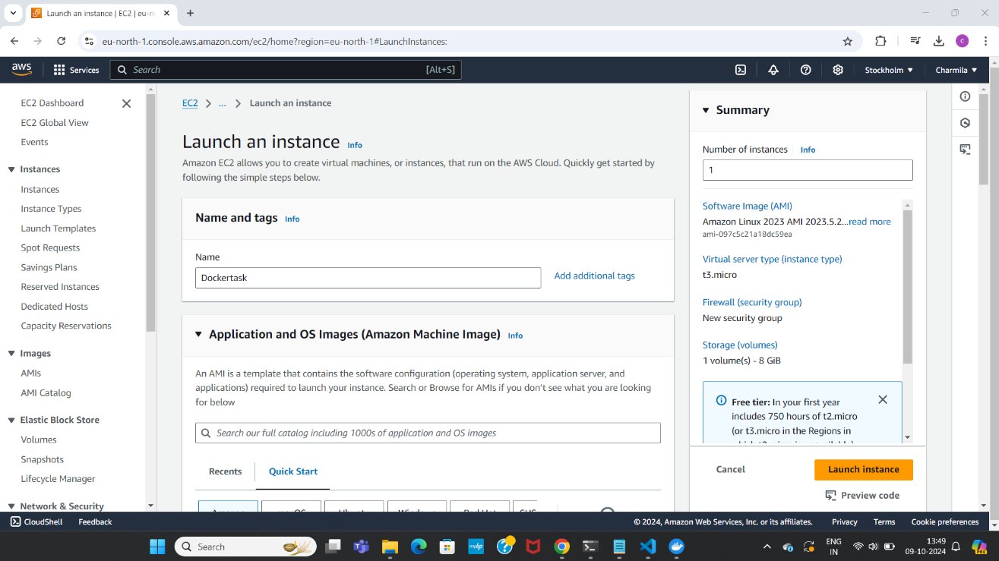 Launch an instance | EC2 | eu-n
eu-north-1.console.aws.amazon.com/ec2/home?region=eu-north-1#LaunchInstances:
c
aws
Services
Search
[Alt+S]
Stockholm ▼
Charmila ▼
EC2 Dashboard
EC2 Global View
Events
Instances
Instances
Instance Types
Launch Templates
Spot Requests
Savings Plans
Reserved Instances
Dedicated Hosts
Capacity Reservations
Images
AMIs
AMI Catalog
Elastic Block Store
Volumes
Snapshots
Lifecycle Manager
Network & Security
EC2 > ... > Launch an instance
Launch an instance Info
Amazon EC2 allows you to create virtual machines, or instances, that run on the AWS Cloud. Quickly get started by
following the simple steps below.
Name and tags Info
Name
Dockertask
Add additional tags
Application and OS Images (Amazon Machine Image) Info
An AMI is a template that contains the software configuration (operating system, application server, and
applications) required to launch your instance. Search or Browse for AMIs if you don't see what you are looking
for below
Search our full catalog including 1000s of application and OS images
Recents
Quick Start
Summary
Number of instances Info
1
Software Image (AMI)
Amazon Linux 2023 AMI 2023.5.2...read more
ami-097c5c21a18dc59ea
Virtual server type (instance type)
t3.micro
Firewall (security group)
New security group
Storage (volumes)
1 volume(s) - 8 GiB
Free tier: In your first year
includes 750 hours of t2.micro
(or t3.micro in the Regions in
Cancel
Launch instance
Preview code
CloudShell
Feedback
© 2024, Amazon Web Services, Inc. or its affiliates.
Privacy
Terms
Cookie preferences
Search
ENG
IN
13:49
09-10-2024